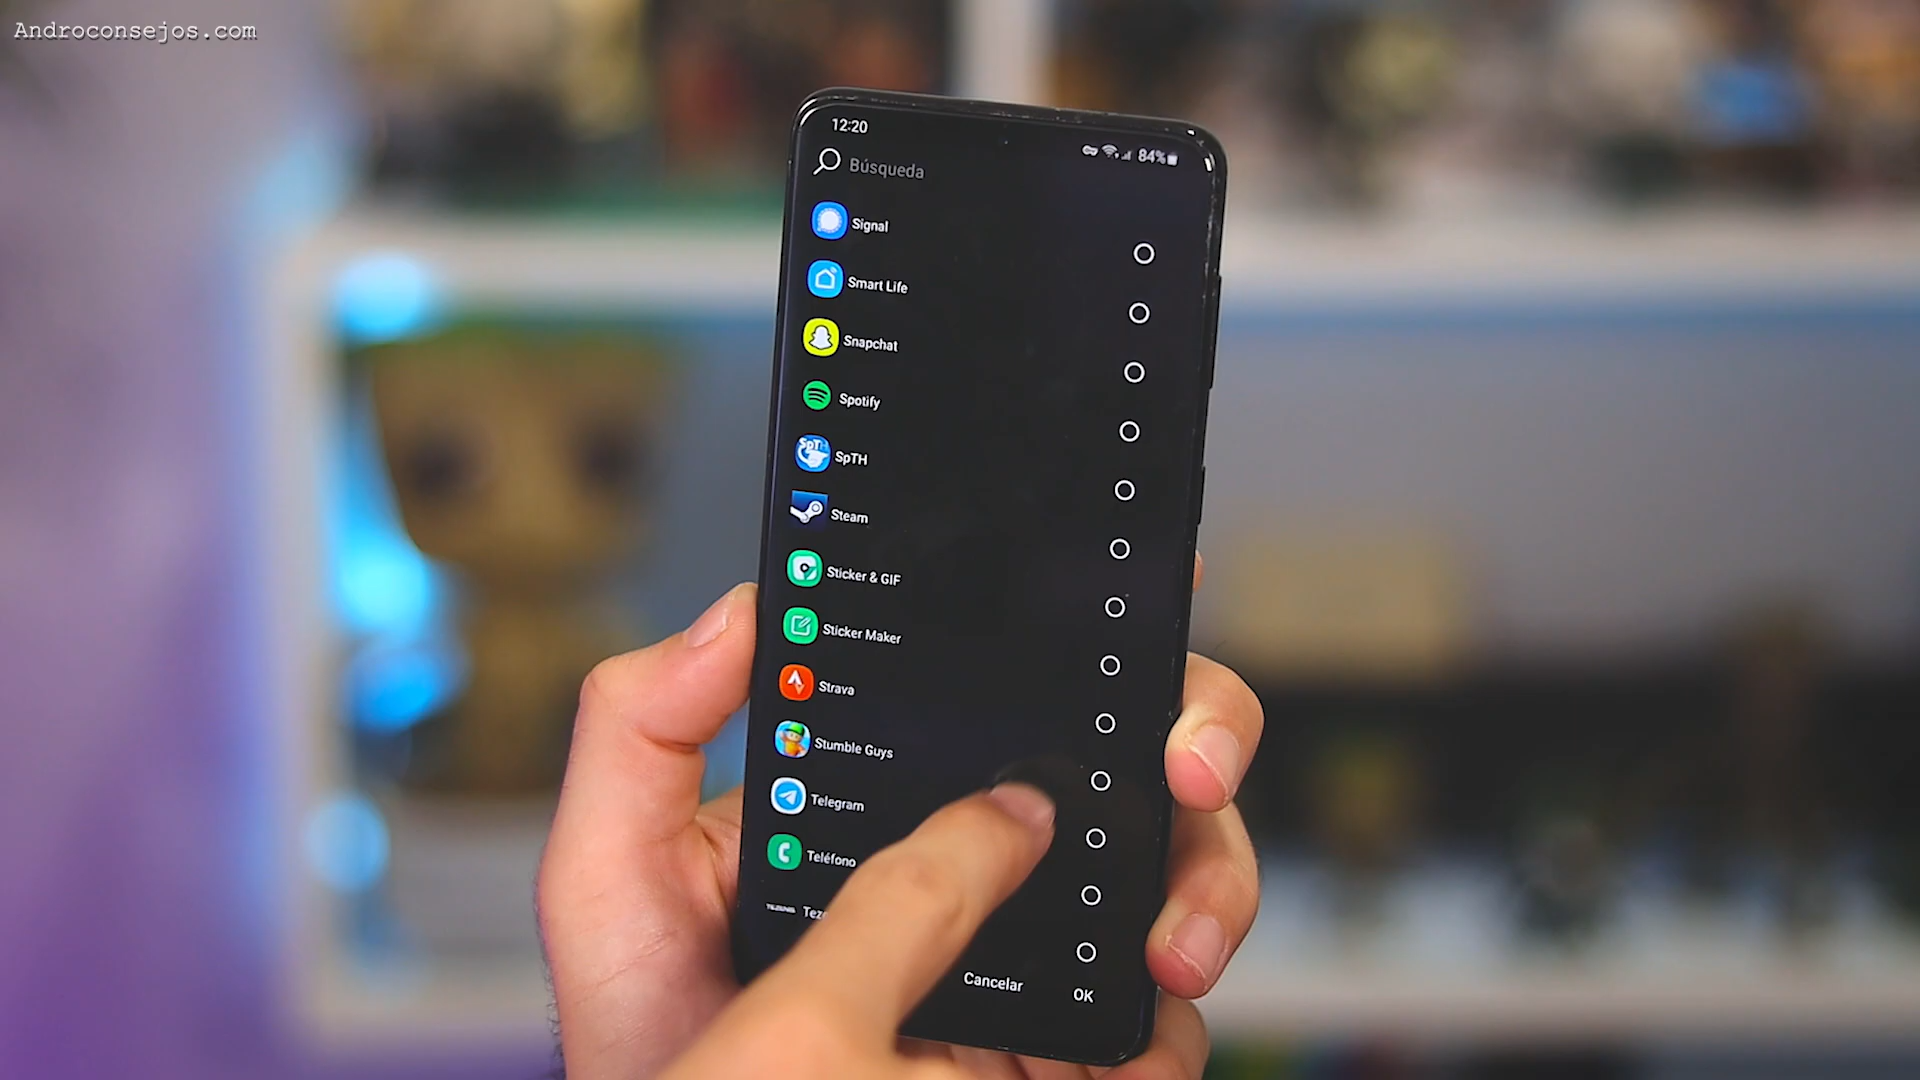 Androconsejos.com
12:20
84%
Búsqueda
Signal
Smart Life
Snapchat
Spotify
SpTH
SpTH
Steam
Sticker & GIF
Sticker Maker
Strava
Stumble Guys
Telegram
Teléfono
Cancelar
OK